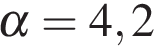 α = 4, 2